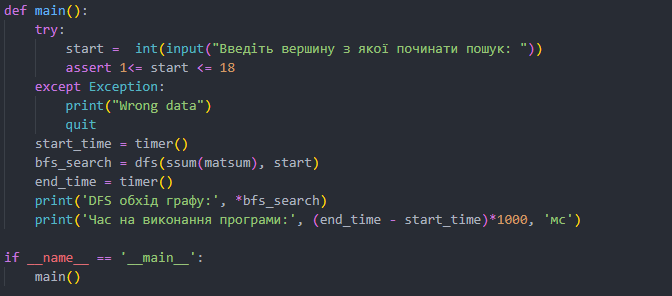 def main():
    try:
        start =  int(input("Введіть вершину з якої починати пошук: "))
        assert 1<= start <= 18
    except Exception:
        print("Wrong data")
        quit
    start_time = timer()
    bfs_search = dfs(ssum(matsum), start)
    end_time = timer()
    print('DFS обхід графу:', *bfs_search)
    print('Час на виконання програми:', (end_time - start_time)*1000, 'мс')

if __name__ == '__main__':
    main()